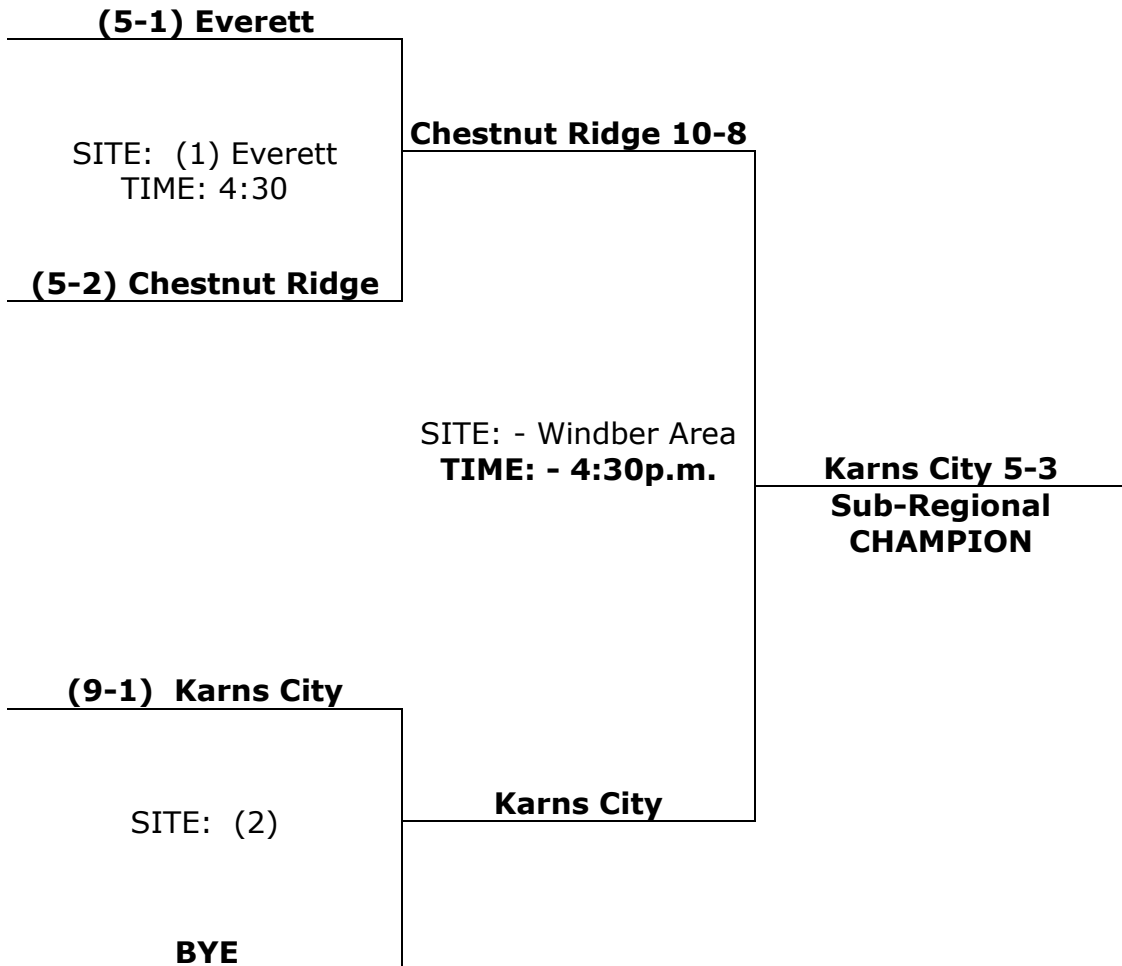 (5-1) Everett
SITE: (1) Everett
TIME: 4:30
(5-2) Chestnut Ridge
Chestnut Ridge 10-8
SITE: - Windber Area
TIME: - 4:30p.m.
Karns City 5-3
Sub-Regional
CHAMPION
(9-1) Karns City
SITE: (2)
BYE
Karns City